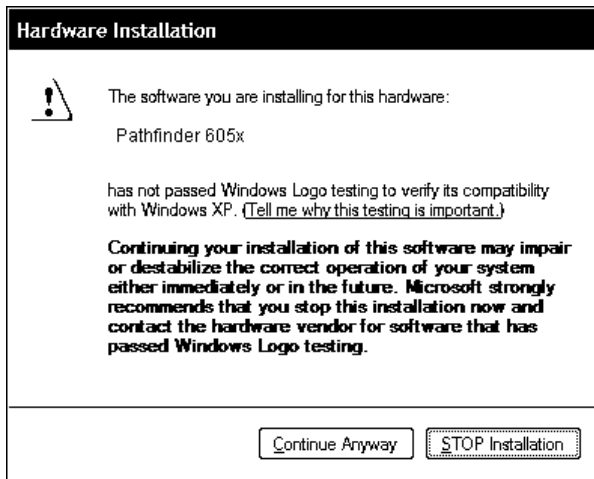 Hardware Installation
The software you are installing for this hardware:
Pathfinder 605x
has not passed Windows Logo testing to verify its compatibility
with Windows XP. (Tell me why this testing is important.)
Continuing your installation of this software may impair
or destabilize the correct operation of your system
either immediately or in the future. Microsoft strongly
recommends that you stop this installation now and
contact the hardware vendor for software that has
passed Windows Logo testing.
Continue Anyway
STOP Installation